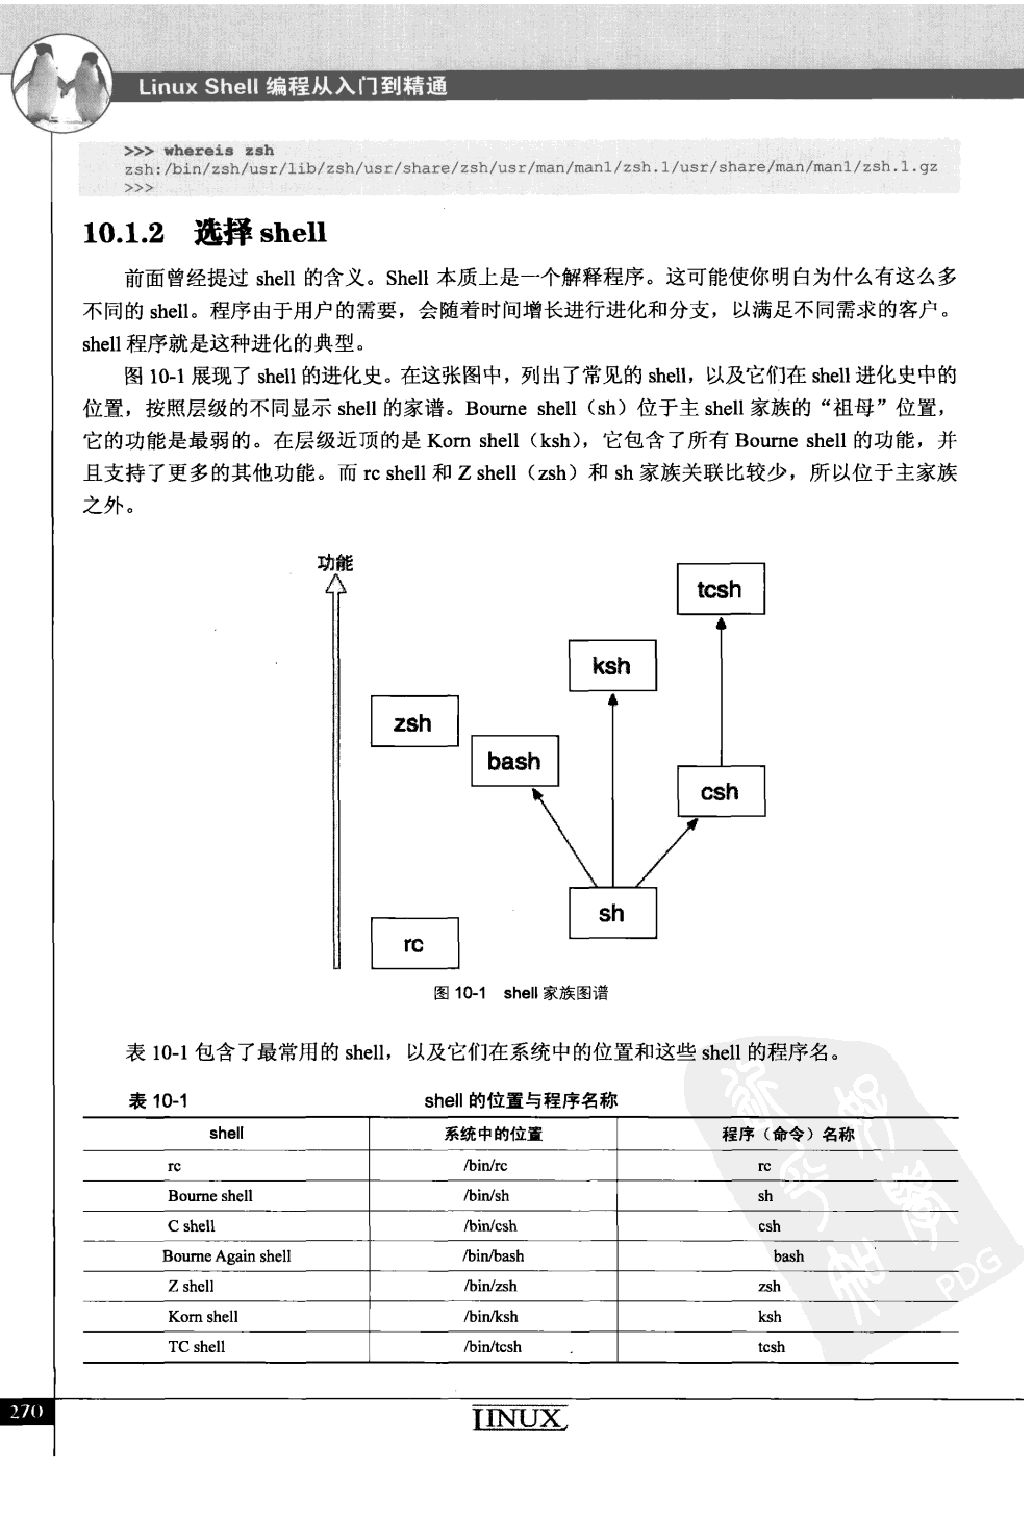 Linux Shell 编程从入门到精通
>>> whereis zsh
zsh:/bin/zsh/usr/lib/zsh/usr/share/zsh/usr/man/man1/zsh.1/usr/share/man/man1/zsh.1.gz
>>>
10.1.2 选择 shell
前面曾经提过 shell 的含义。Shell 本质上是一个解释程序。这可能使你明白为什么有这么多
不同的 shell。程序由于用户的需要，会随着时间增长进行进化和分支，以满足不同需求的客户。
shell 程序就是这种进化的典型。
图 10-1 展现了 shell 的进化史。在这张图中，列出了常见的 shell，以及它们在 shell 进化史中的
位置，按照层级的不同显示 shell 的家谱。Bourne shell（sh）位于主 shell 家族的“祖母”位置，
它的功能是最弱的。在层级近顶的是 Korn shell（ksh），它包含了所有 Bourne shell 的功能，并
且支持了更多的其他功能。而 rc shell 和 Z shell（zsh）和 sh 家族关联比较少，所以位于主家族
之外。
功能
tcsh
ksh
zsh
bash
csh
sh
rc
图 10-1 shell 家族图谱
表 10-1 包含了最常用的 shell，以及它们在系统中的位置和这些 shell 的程序名。
表 10-1 shell 的位置与程序名称
shell 系统中的位置 程序（命令）名称
rc /bin/rc rc
Bourne shell /bin/sh sh
C shell /bin/csh csh
Bourne Again shell /bin/bash bash
Z shell /bin/zsh zsh
Korn shell /bin/ksh ksh
TC shell /bin/tcsh tcsh
PDG
270
LINUX